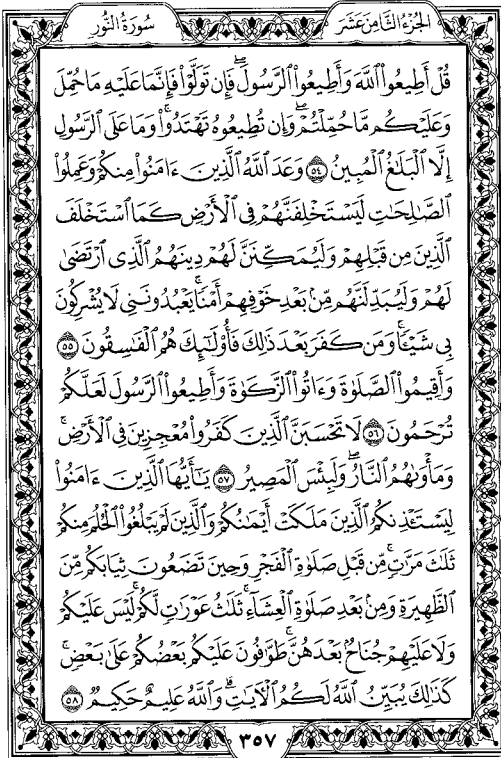 الجزء الثامن عشر
سورة النور
قُلْ أَطِيعُوا۟ ٱللَّهَ وَأَطِيعُوا۟ ٱلرَّسُولَ ۖ فَإِن تَوَلَّوْا۟ فَإِنَّمَا عَلَيْهِ مَا حُمِّلَ
وَعَلَيْكُم مَّا حُمِّلْتُمْ ۖ وَإِن تُطِيعُوهُ تَهْتَدُوا۟ ۚ وَمَا عَلَى ٱلرَّسُولِ
إِلَّا ٱلْبَلَٰغُ ٱلْمُبِينُ ٥٤ وَعَدَ ٱللَّهُ ٱلَّذِينَ ءَامَنُوا۟ مِنكُمْ وَعَمِلُوا۟
ٱلصَّٰلِحَٰتِ لَيَسْتَخْلِفَنَّهُمْ فِى ٱلْأَرْضِ كَمَا ٱسْتَخْلَفَ
ٱلَّذِينَ مِن قَبْلِهِمْ وَلَيُمَكِّنَنَّ لَهُمْ دِينَهُمُ ٱلَّذِى ٱرْتَضَىٰ
لَهُمْ وَلَيُبَدِّلَنَّهُم مِّنۢ بَعْدِ خَوْفِهِمْ أَمْنًا ۚ يَعْبُدُونَنِى لَا يُشْرِكُونَ
بِى شَيْـًٔا ۚ وَمَن كَفَرَ بَعْدَ ذَٰلِكَ فَأُو۟لَٰٓئِكَ هُمُ ٱلْفَٰسِقُونَ ٥٥
وَأَقِيمُوا۟ ٱلصَّلَوٰةَ وَءَاتُوا۟ ٱلزَّكَوٰةَ وَأَطِيعُوا۟ ٱلرَّسُولَ لَعَلَّكُمْ
تُرْحَمُونَ ٥٦ لَا تَحْسَبَنَّ ٱلَّذِينَ كَفَرُوا۟ مُعْجِزِينَ فِى ٱلْأَرْضِ ۚ
وَمَأْوَىٰهُمُ ٱلنَّارُ ۖ وَلَبِئْسَ ٱلْمَصِيرُ ٥٧ يَٰٓأَيُّهَا ٱلَّذِينَ ءَامَنُوا۟
لِيَسْتَـْٔذِنكُمُ ٱلَّذِينَ مَلَكَتْ أَيْمَٰنُكُمْ وَٱلَّذِينَ لَمْ يَبْلُغُوا۟ ٱلْحُلُمَ مِنكُمْ
ثَلَٰثَ مَرَّٰتٍ ۚ مِّن قَبْلِ صَلَوٰةِ ٱلْفَجْرِ وَحِينَ تَضَعُونَ ثِيَابَكُم مِّنَ
ٱلظَّهِيرَةِ وَمِنۢ بَعْدِ صَلَوٰةِ ٱلْعِشَآءِ ۚ ثَلَٰثُ عَوْرَٰتٍ لَّكُمْ ۚ لَيْسَ عَلَيْكُمْ
وَلَا عَلَيْهِمْ جُنَاحٌۢ بَعْدَهُنَّ ۚ طَوَّٰفُونَ عَلَيْكُم بَعْضُكُمْ عَلَىٰ بَعْضٍ ۚ
كَذَٰلِكَ يُبَيِّنُ ٱللَّهُ لَكُمُ ٱلْـَٔايَٰتِ ۗ وَٱللَّهُ عَلِيمٌ حَكِيمٌ ٥٨
٣٥٧